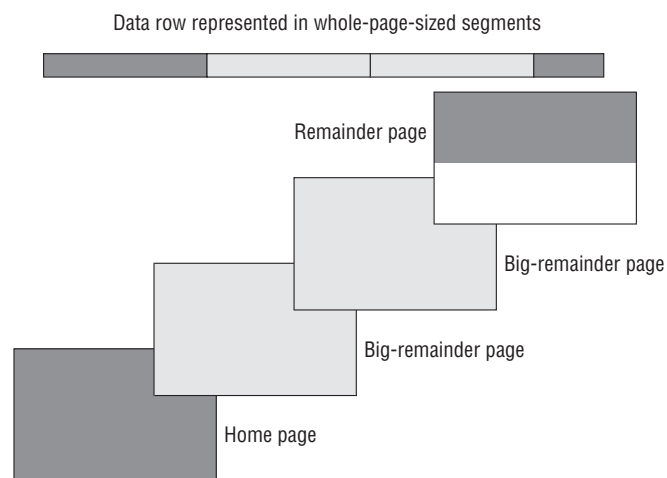 Data row represented in whole-page-sized segments
Remainder page
Big-remainder page
Big-remainder page
Home page